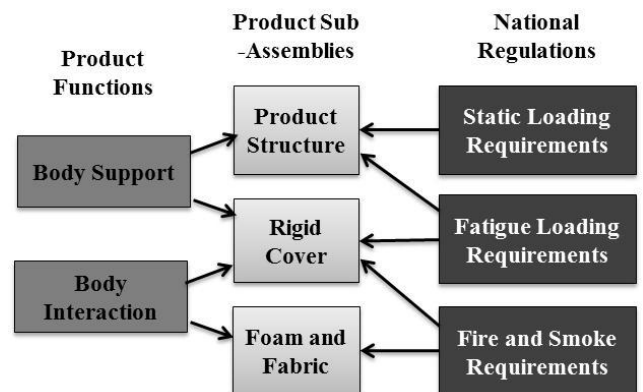 Product
Functions
Product Sub
-Assemblies
National
Regulations
Body Support
Body
Interaction
Product
Structure
Rigid
Cover
Foam and
Fabric
Static Loading
Requirements
Fatigue Loading
Requirements
Fire and Smoke
Requirements